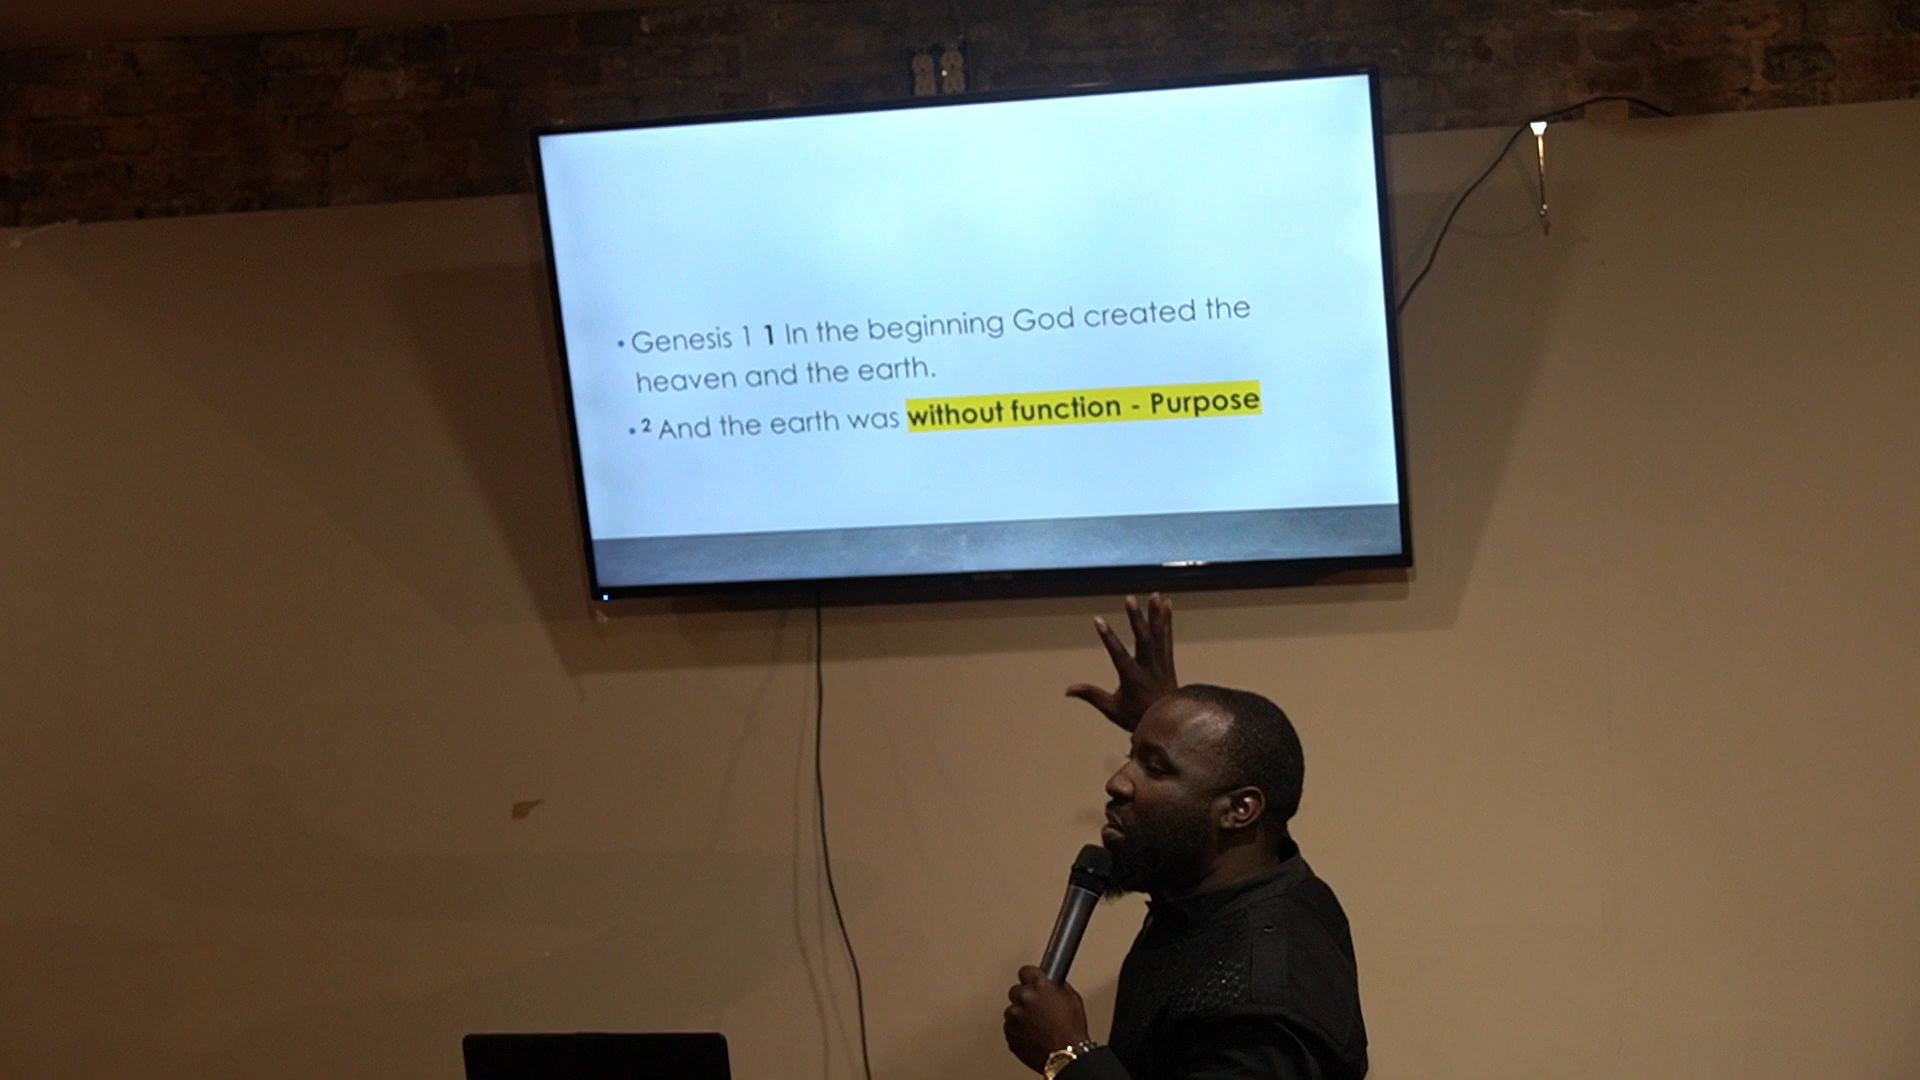 • Genesis 1 1 In the beginning God created the
heaven and the earth.
• 2 And the earth was without function - Purpose